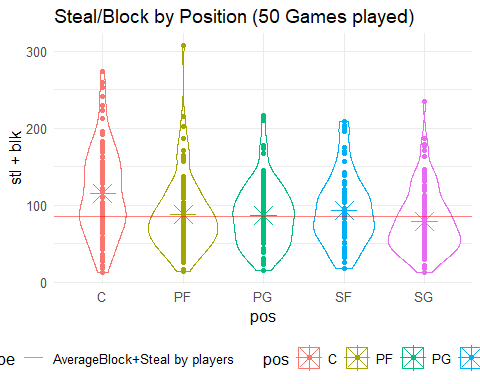 Steal/Block by Position (50 Games played)
300
200
100
0
stl + blk
C PF PG SF SG
pos
AverageBlock+Steal by players pos C PF PG